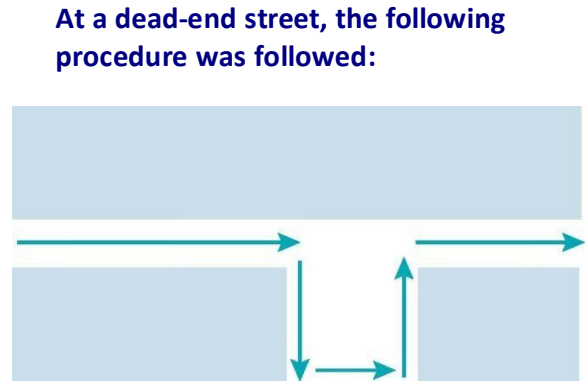 At a dead-end street, the following
procedure was followed: